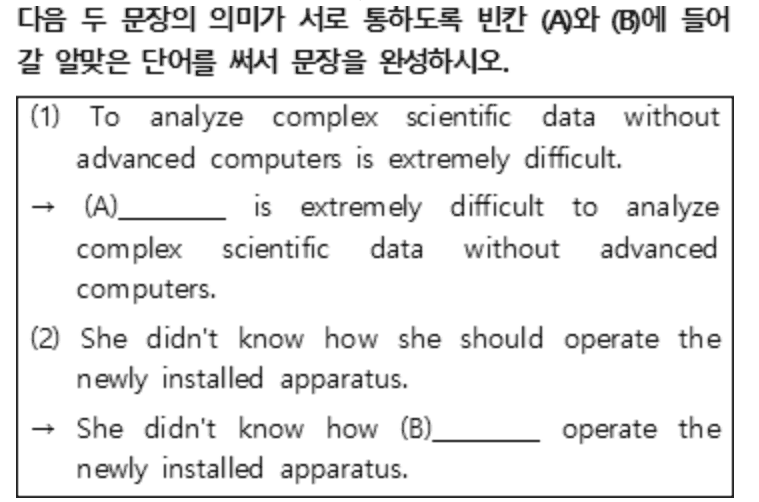 다음 두 문장의 의미가 서로 통하도록 빈칸 (A)와 (B)에 들어
갈 알맞은 단어를 써서 문장을 완성하시오.
(1) To analyze complex scientific data without
advanced computers is extremely difficult.
→ (A)________ is extremely difficult to analyze
complex scientific data without advanced
computers.
(2) She didn't know how she should operate the
newly installed apparatus.
→ She didn't know how (B)________ operate the
newly installed apparatus.